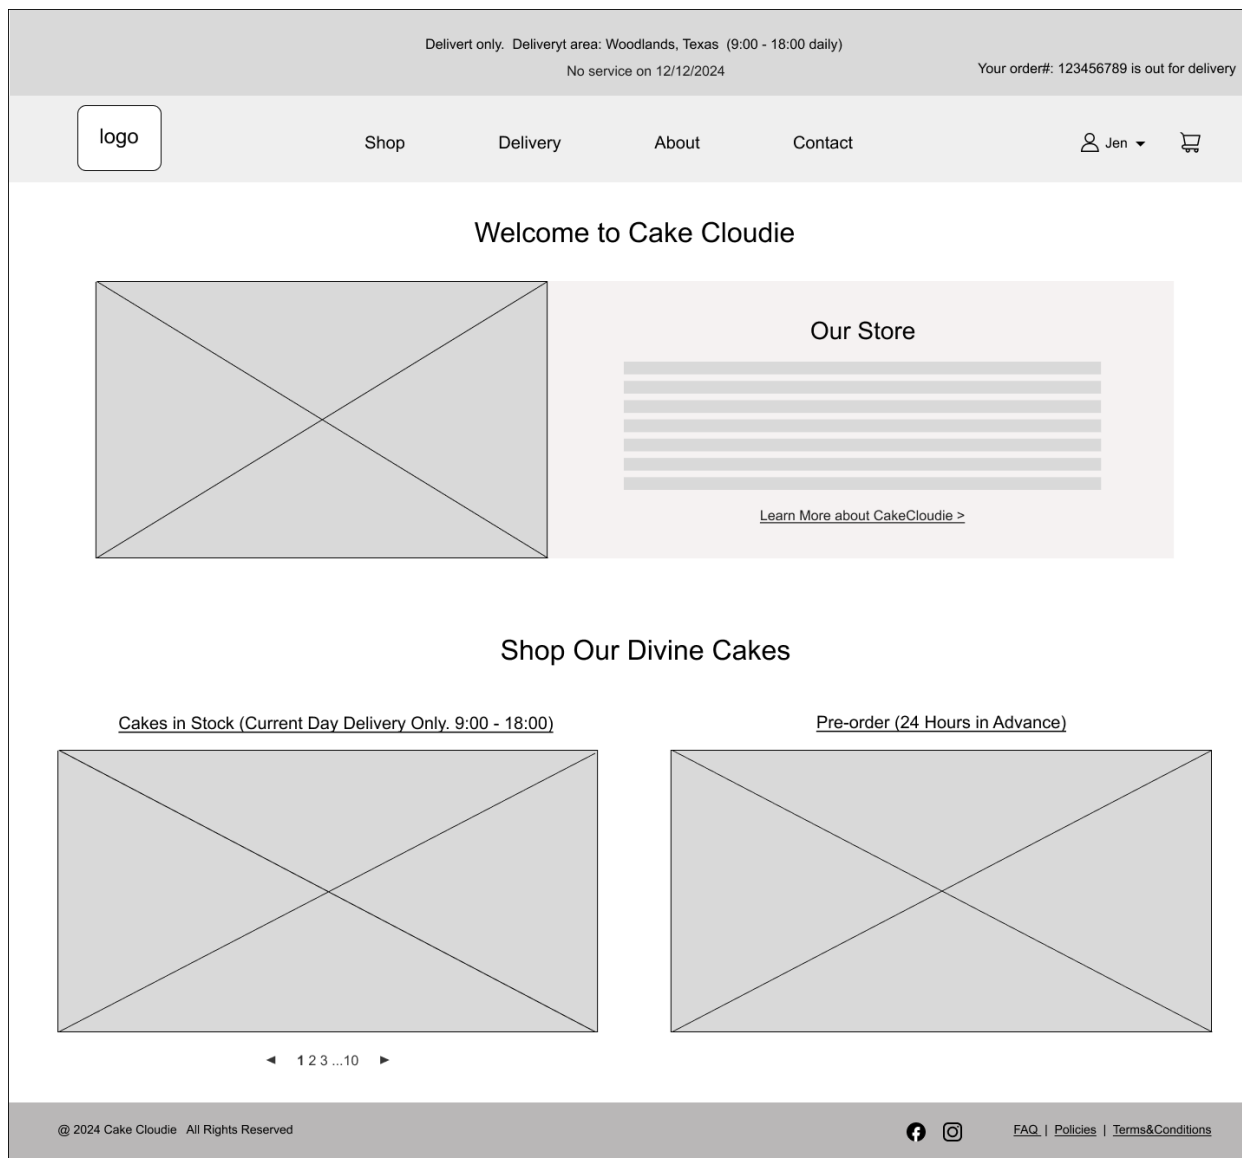 Delivert only.  Deliveryt area: Woodlands, Texas  (9:00 - 18:00 daily)
No service on 12/12/2024
Your order#: 123456789 is out for delivery
logo
Shop
Delivery
About
Contact
Jen
Welcome to Cake Cloudie
Our Store
Learn More about CakeCloudie >
Shop Our Divine Cakes
Cakes in Stock (Current Day Delivery Only. 9:00 - 18:00)
Pre-order (24 Hours in Advance)
1 2 3 ...10
@ 2024 Cake Cloudie   All Rights Reserved
FAQ | Policies | Terms&Conditions